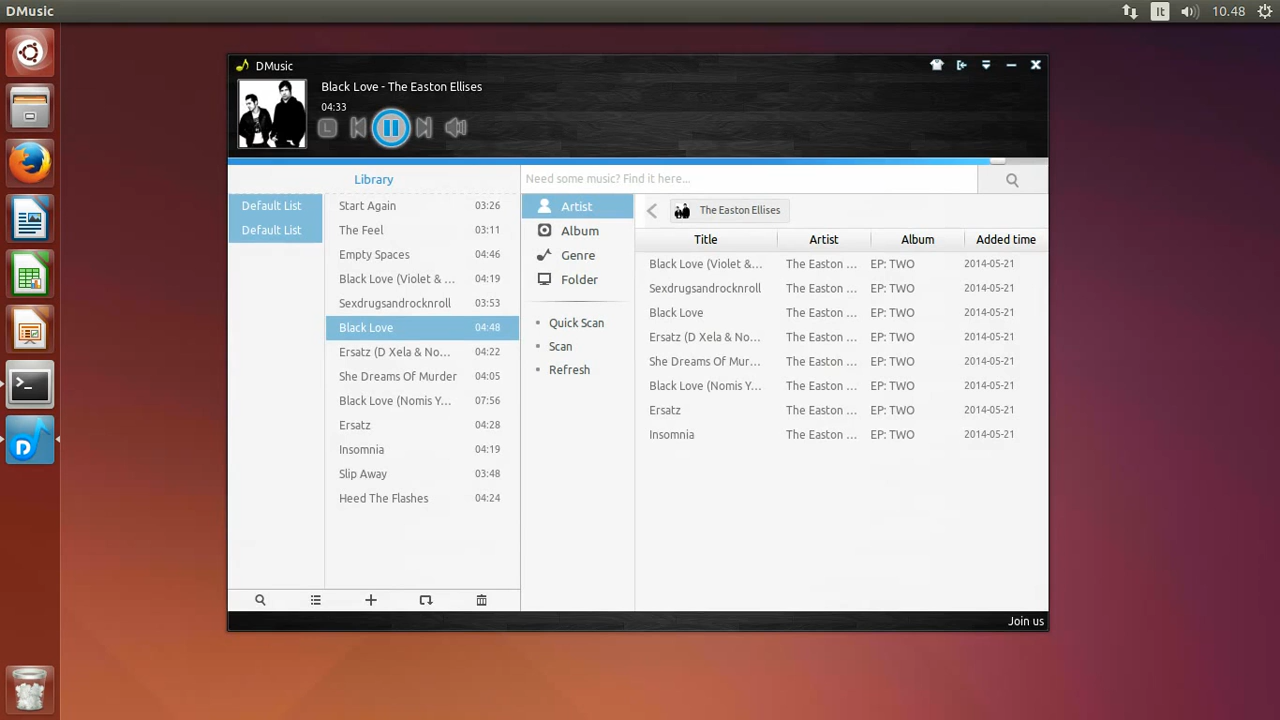 DMusic
It
10.48
DMusic
Black Love - The Easton Ellises
04:33
L
Library
Need some music? Find it here...
Default List
Default List
Start Again 03:26
The Feel 03:11
Empty Spaces 04:46
Black Love (Violet & ... 04:19
Sexdrugsandrocknroll 03:53
Black Love 04:48
Ersatz (D Xela & No... 04:22
She Dreams Of Murder 04:05
Black Love (Nomis Y... 07:56
Ersatz 04:28
Insomnia 04:19
Slip Away 03:48
Heed The Flashes 04:24
Artist
Album
Genre
Folder
Quick Scan
Scan
Refresh
The Easton Ellises
Title Artist Album Added time
Black Love (Violet &... The Easton ... EP: TWO 2014-05-21
Sexdrugsandrocknroll The Easton ... EP: TWO 2014-05-21
Black Love The Easton ... EP: TWO 2014-05-21
Ersatz (D Xela & No... The Easton ... EP: TWO 2014-05-21
She Dreams Of Mur... The Easton ... EP: TWO 2014-05-21
Black Love (Nomis Y... The Easton ... EP: TWO 2014-05-21
Ersatz The Easton ... EP: TWO 2014-05-21
Insomnia The Easton ... EP: TWO 2014-05-21
Join us